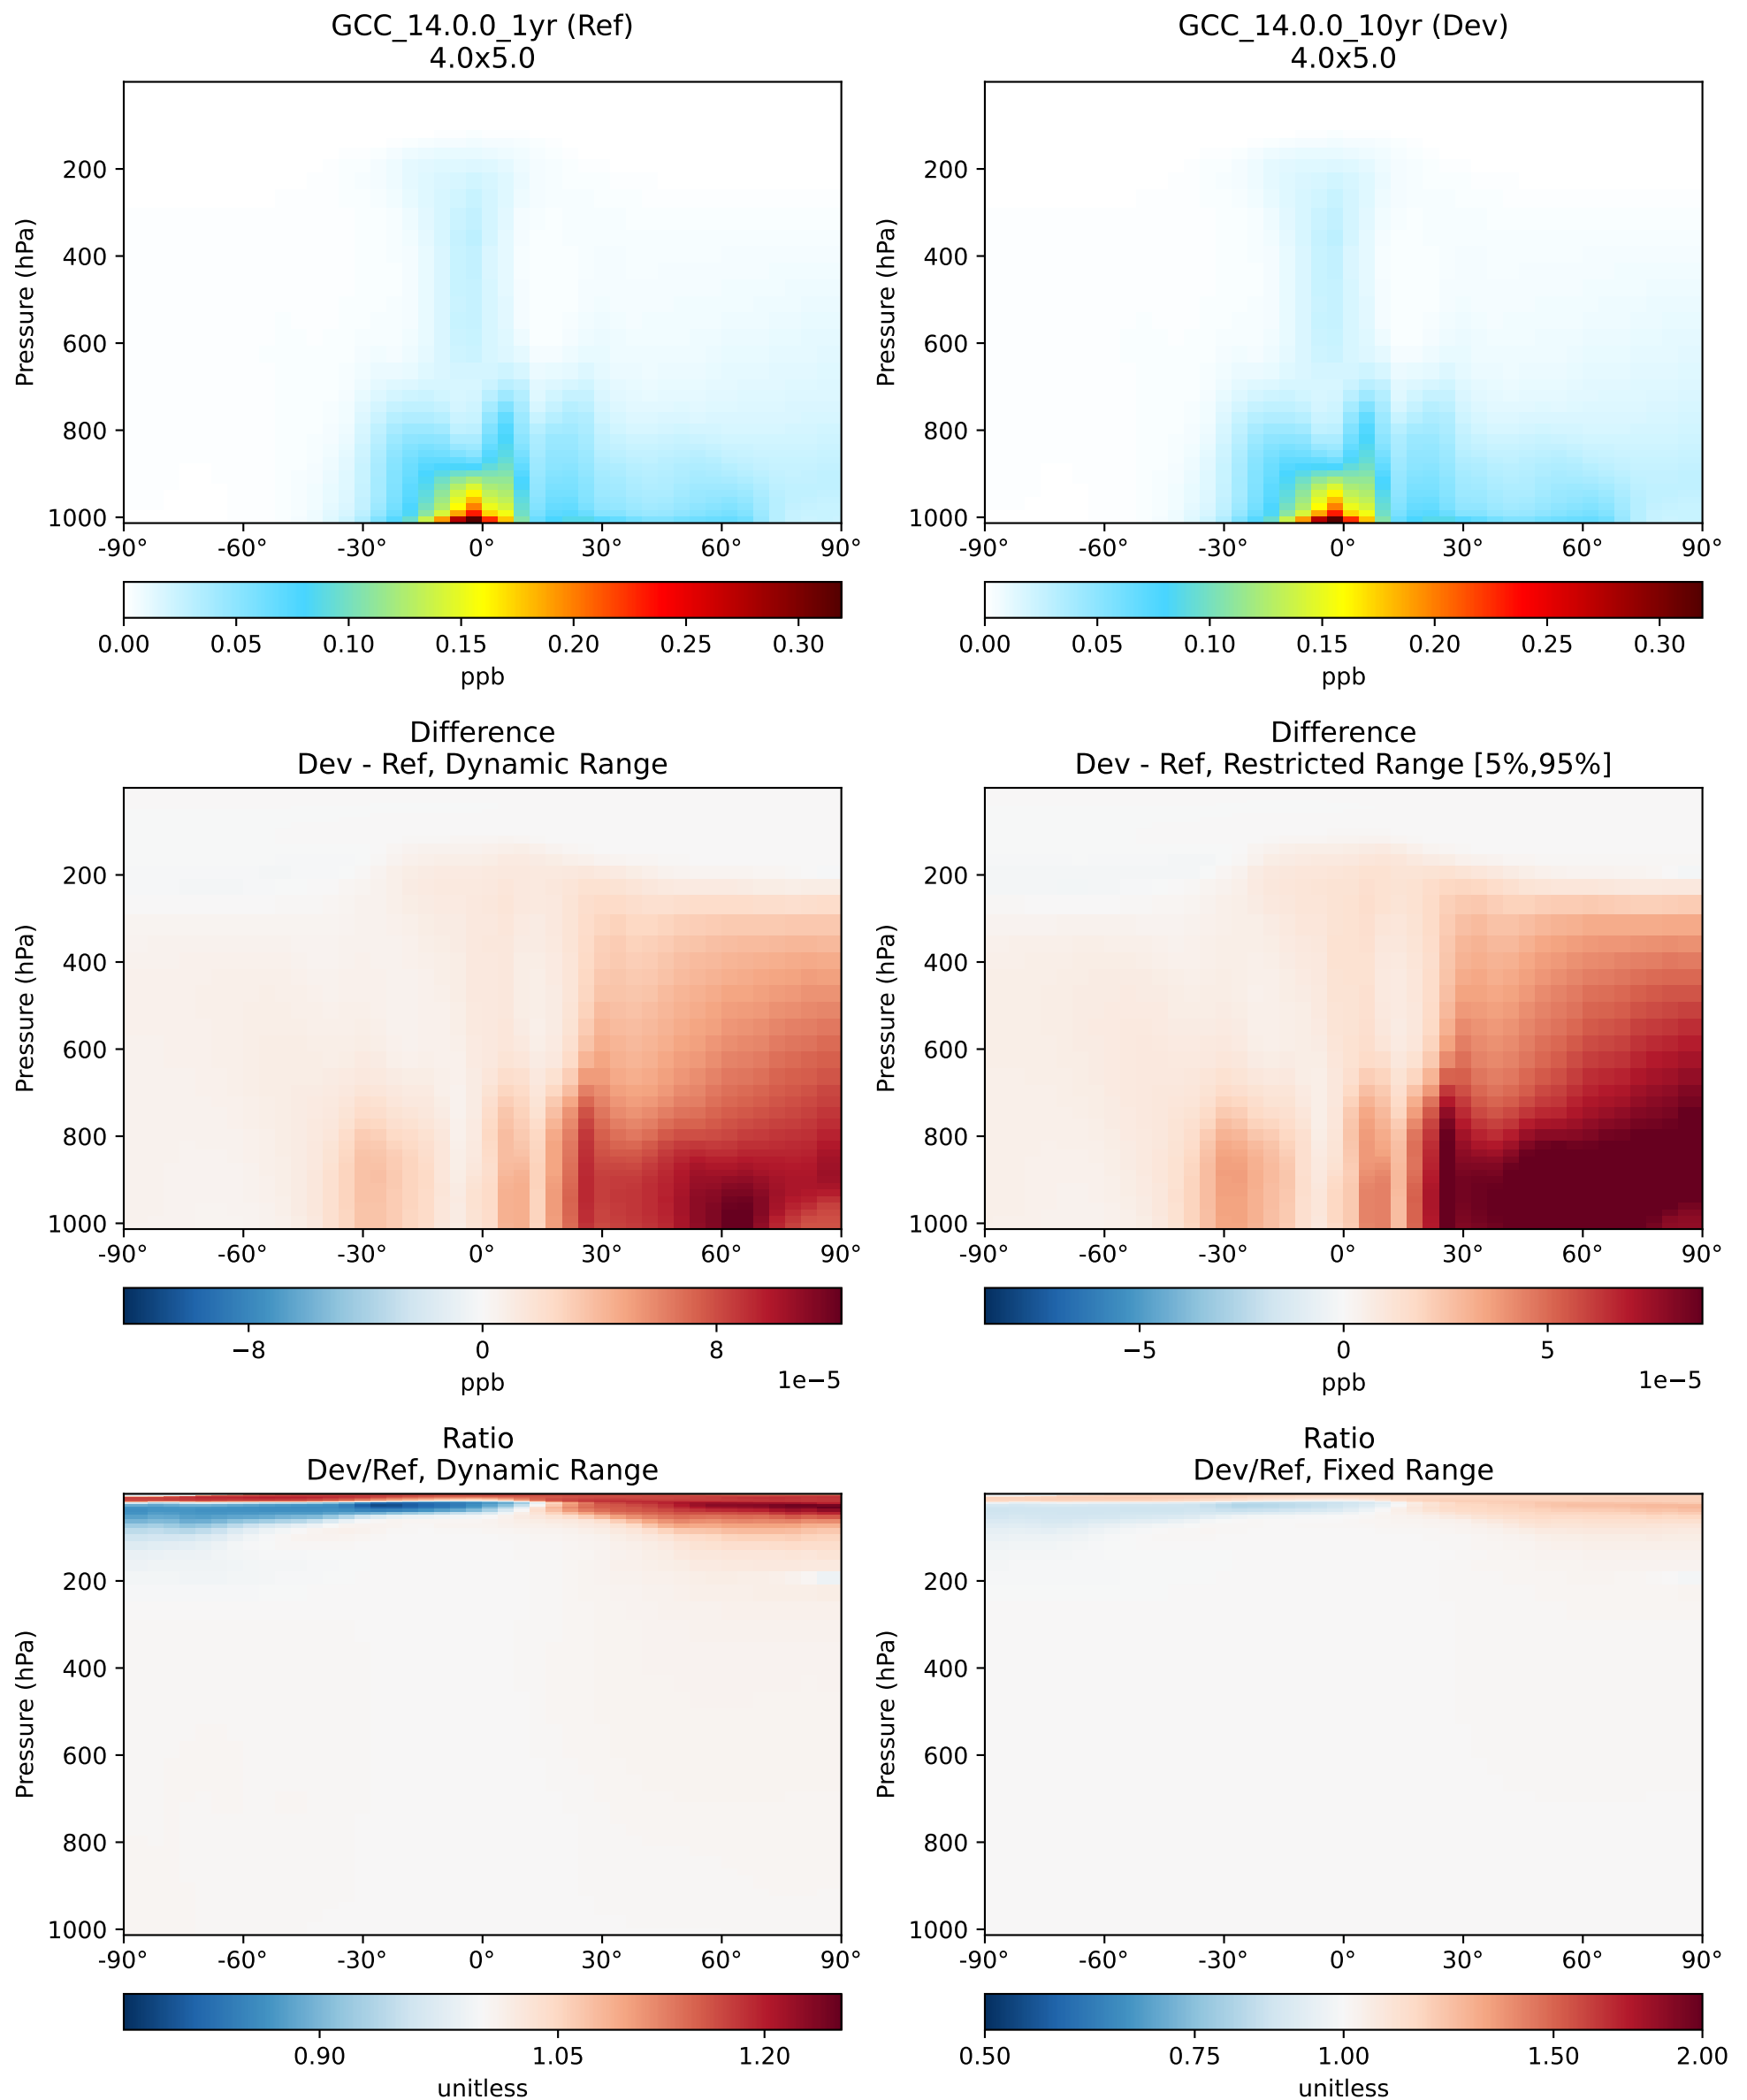 GCC_14.0.0_1yr (Ref)
4.0x5.0
Pressure (hPa)
200
400
600
800
1000
-90° -60° -30° 0° 30° 60° 90°
0.00 0.05 0.10 0.15 0.20 0.25 0.30
ppb
GCC_14.0.0_10yr (Dev)
4.0x5.0
Pressure (hPa)
200
400
600
800
1000
-90° -60° -30° 0° 30° 60° 90°
0.00 0.05 0.10 0.15 0.20 0.25 0.30
ppb
Difference
Dev - Ref, Dynamic Range
Pressure (hPa)
200
400
600
800
1000
-90° -60° -30° 0° 30° 60° 90°
−8 0 8
1e−5
ppb
Difference
Dev - Ref, Restricted Range [5%,95%]
Pressure (hPa)
200
400
600
800
1000
-90° -60° -30° 0° 30° 60° 90°
−5 0 5
1e−5
ppb
Ratio
Dev/Ref, Dynamic Range
Pressure (hPa)
200
400
600
800
1000
-90° -60° -30° 0° 30° 60° 90°
0.90 1.05 1.20
unitless
Ratio
Dev/Ref, Fixed Range
Pressure (hPa)
200
400
600
800
1000
-90° -60° -30° 0° 30° 60° 90°
0.50 0.75 1.00 1.50 2.00
unitless